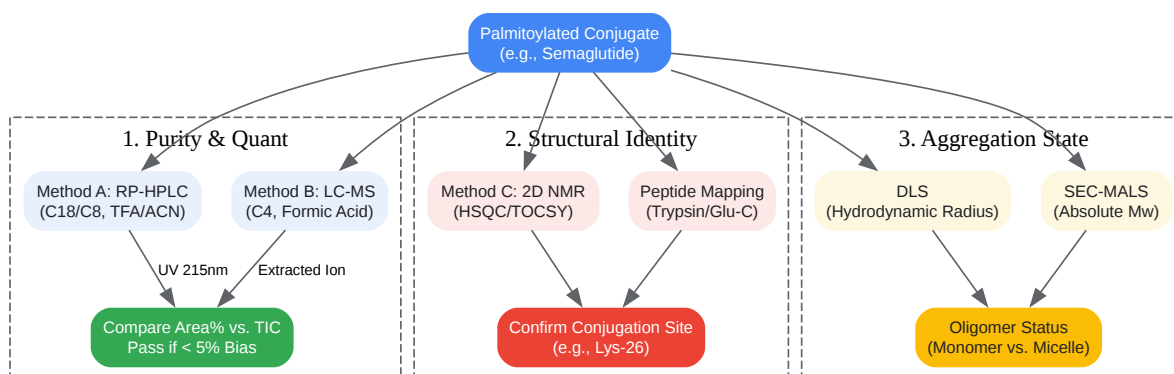 Palmitoylated Conjugate
(e.g., Semaglutide)
1. Purity & Quant
2. Structural Identity
3. Aggregation State
Method A: RP-HPLC
(C18/C8, TFA/ACN)
Method B: LC-MS
(C4, Formic Acid)
Method C: 2D NMR
(HSQC/TOCSY)
Peptide Mapping
(Trypsin/Glu-C)
DLS
(Hydrodynamic Radius)
SEC-MALS
(Absolute Mw)
UV 215nm
Extracted Ion
Compare Area% vs. TIC
Pass if < 5% Bias
Confirm Conjugation Site
(e.g., Lys-26)
Oligomer Status
(Monomer vs. Micelle)